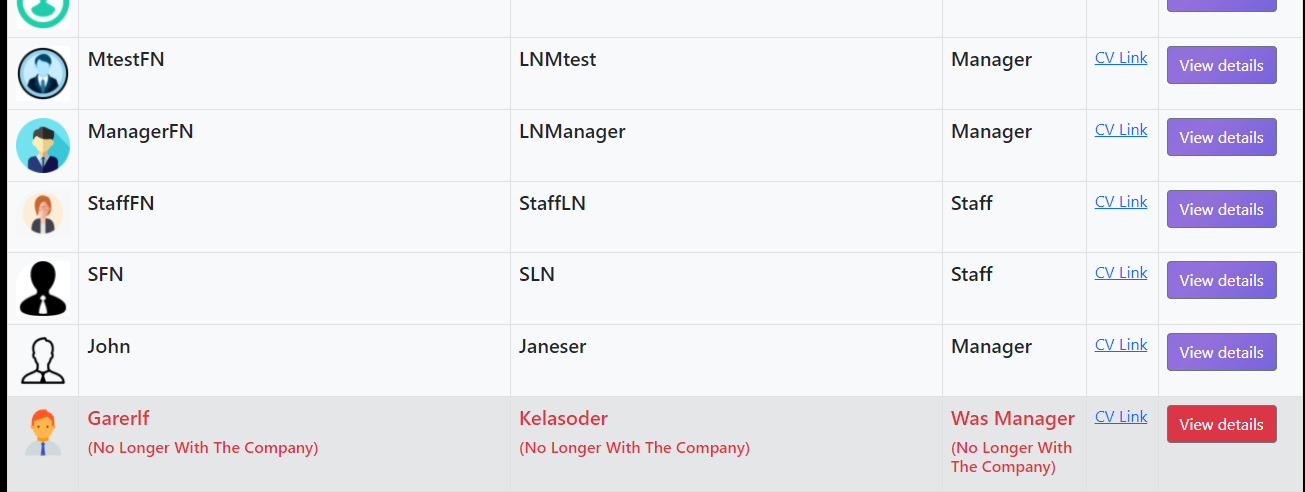 MtestFN LNMtest Manager CV Link View details
ManagerFN LNManager Manager CV Link View details
StaffFN StaffLN Staff CV Link View details
SFN SLN Staff CV Link View details
John Janeser Manager CV Link View details
Garerlf Kelasoder Was Manager CV Link View details
(No Longer With The Company) (No Longer With The Company) (No Longer With
The Company)